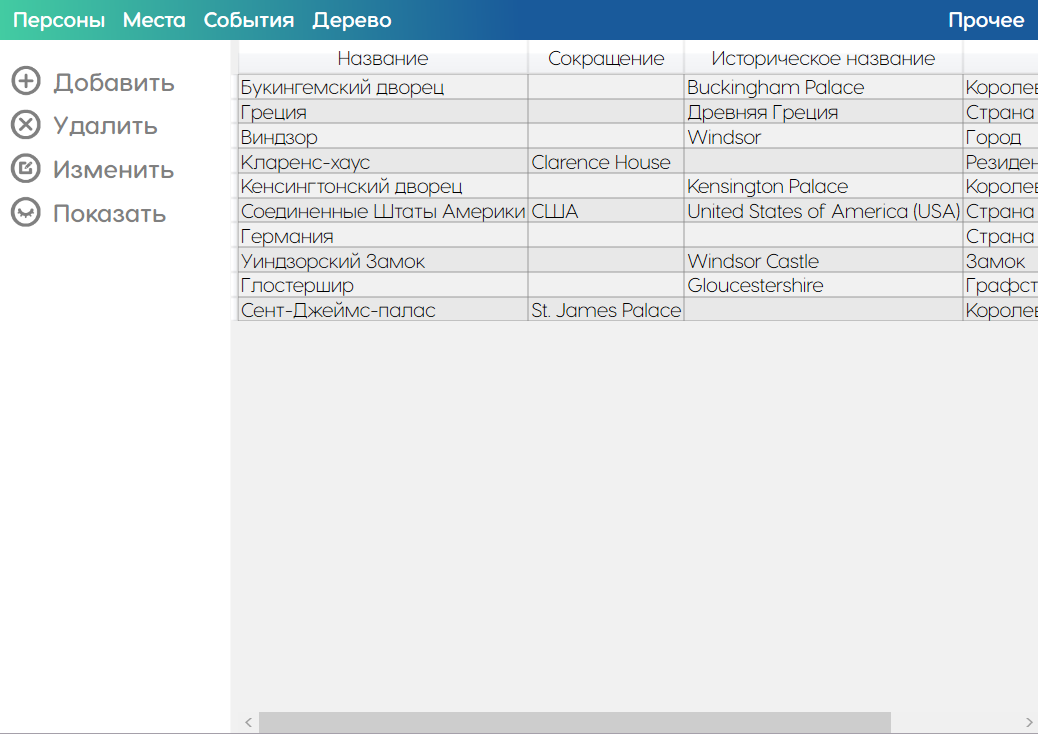 Персоны Места События Дерево Прочее
Добавить
Удалить
Изменить
Показать
Название Сокращение Историческое название
Букингемский дворец Buckingham Palace Королев
Греция Древняя Греция Страна
Виндзор Windsor Город
Кларенс-хаус Clarence House Резиден
Кенсингтонский дворец Kensington Palace Королев
Соединенные Штаты Америки США United States of America (USA) Страна
Германия Страна
Уиндзорский Замок Windsor Castle Замок
Глостершир Gloucestershire Графст
Сент-Джеймс-палас St. James Palace Королев